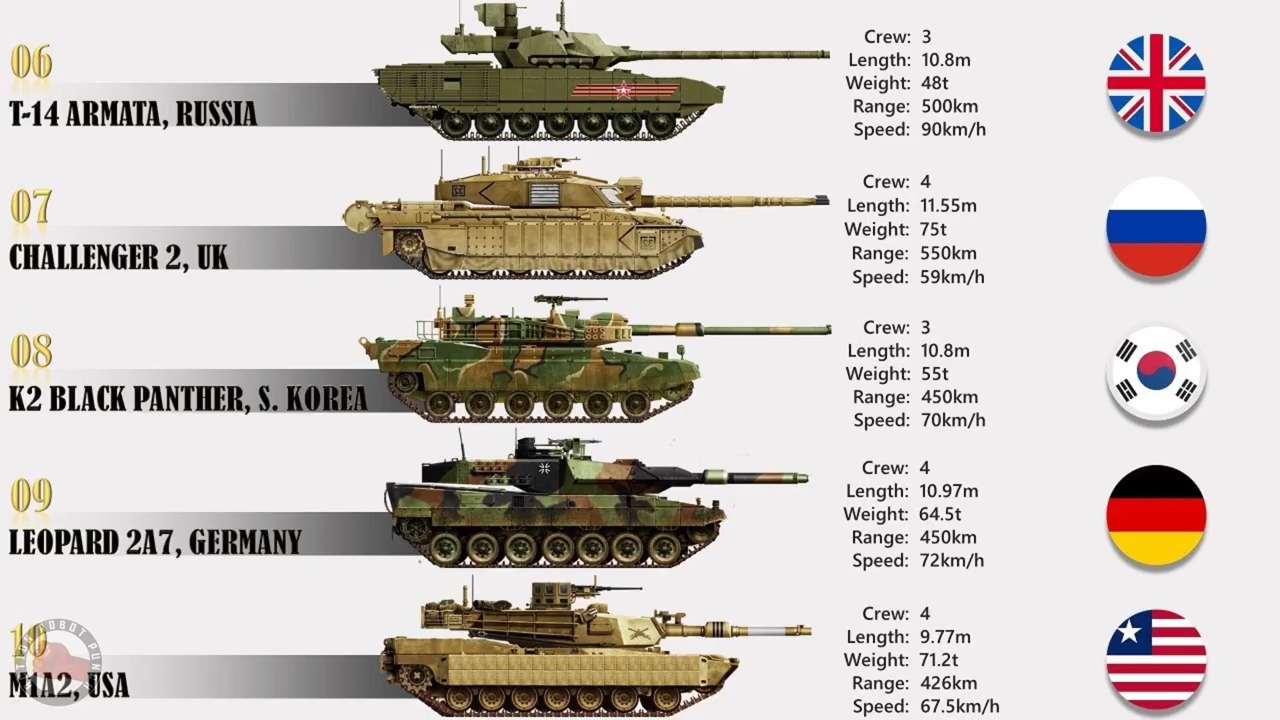 06
T-14 ARMATA, RUSSIA
Crew: 3
Length: 10.8m
Weight: 48t
Range: 500km
Speed: 90km/h
07
CHALLENGER 2, UK
Crew: 4
Length: 11.55m
Weight: 75t
Range: 550km
Speed: 59km/h
08
K2 BLACK PANTHER, S. KOREA
Crew: 3
Length: 10.8m
Weight: 55t
Range: 450km
Speed: 70km/h
09
LEOPARD 2A7, GERMANY
Crew: 4
Length: 10.97m
Weight: 64.5t
Range: 450km
Speed: 72km/h
10
M1A2, USA
Crew: 4
Length: 9.77m
Weight: 71.2t
Range: 426km
Speed: 67.5km/h